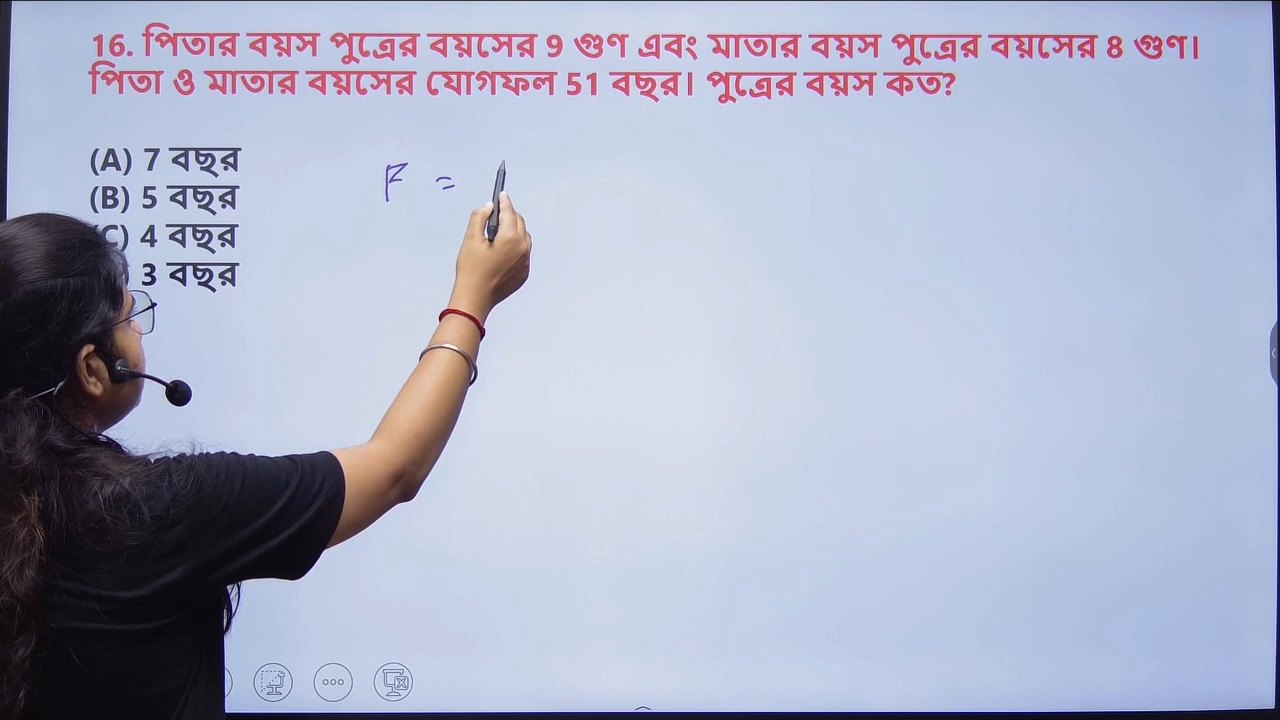 16. পিতার বয়স পুত্রের বয়সের 9 গুণ এবং মাতার বয়স পুত্রের বয়সের 8 গুণ।
পিতা ও মাতার বয়সের যোগফল 51 বছর। পুত্রের বয়স কত?
(A) 7 বছর
(B) 5 বছর
C) 4 বছর
) 3 বছর
F =